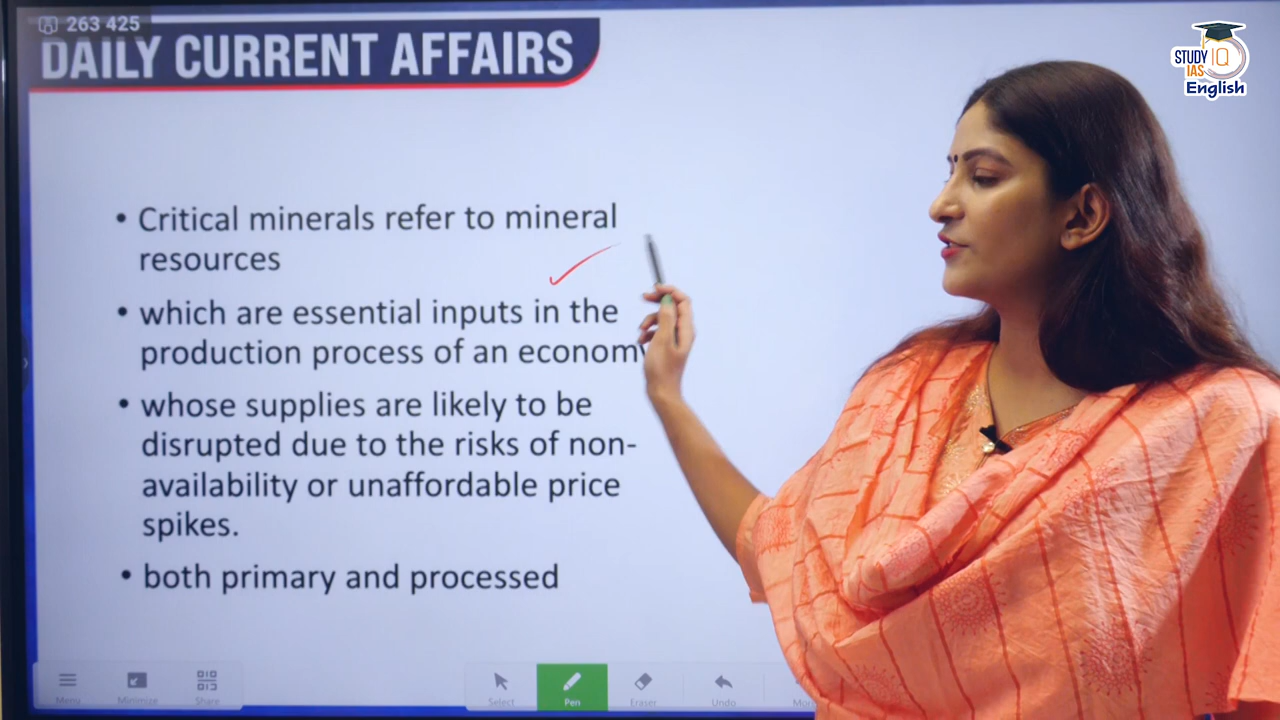 263 425
DAILY CURRENT AFFAIRS
STUDY IQ
IAS
English
• Critical minerals refer to mineral
resources
• which are essential inputs in the
production process of an economy
• whose supplies are likely to be
disrupted due to the risks of non-
availability or unaffordable price
spikes.
• both primary and processed
Menu Minimize Share Select Pen Eraser Undo